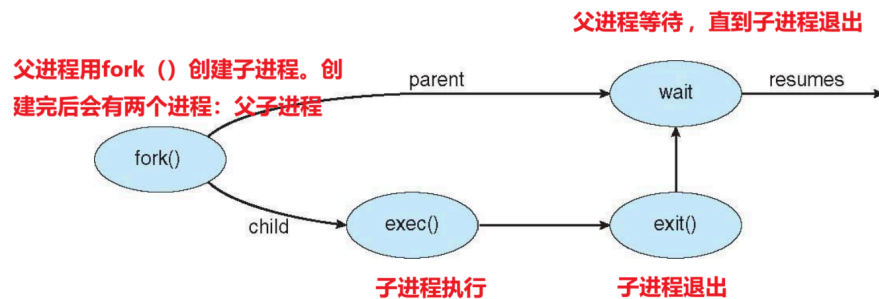 父进程等待，直到子进程退出
父进程用fork（）创建子进程。创
建完后会有两个进程：父子进程
parent
wait
resumes
fork()
child
exec()
exit()
子进程执行
子进程退出